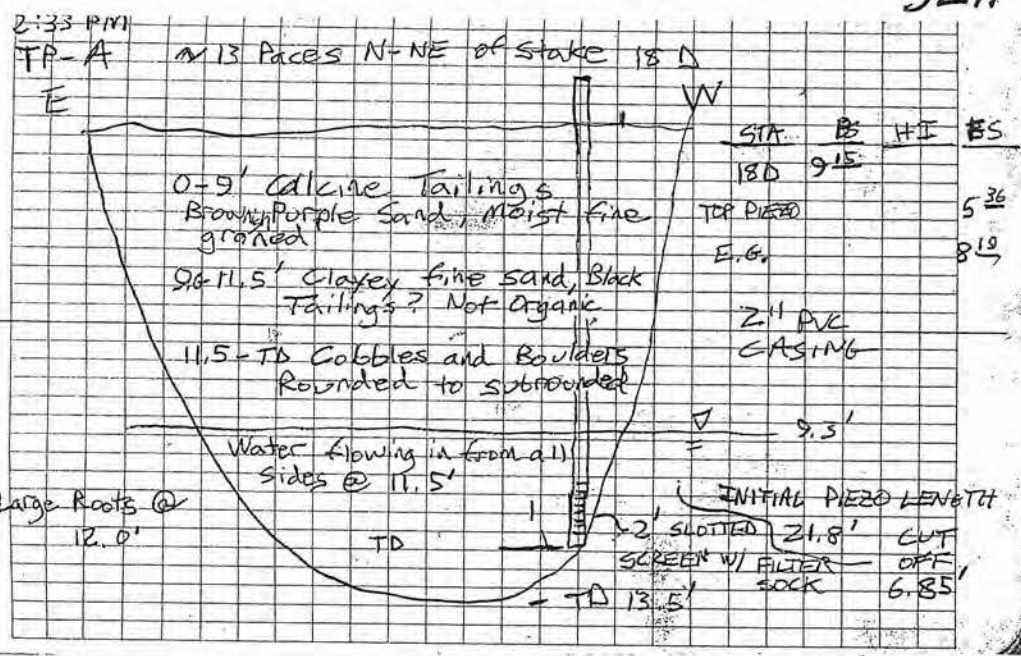 2:33 PM
TP-A ~ 13 Paces N-NE of Stake 18 D
E W
STA. BS HI FS
0-9' Calcine Tailings
18D 9 15
Brown/Purple Sand, Moist fine
grained
TOP PIEZO 5 36
E.G. 8 19
9-11.5' Clayey fine sand, Black
Tailings? Not Organic
2" PVC
CASING
11.5-TD Cobbles and Boulders
Rounded to subrounded
9.3'
Water flowing in from all
sides @ 11.5'
Large Roots @
12.0'
TD
INITIAL PIEZO LENGTH
21.8' CUT
OFF
6.85'
2' SLOTTED
SCREEN W/ FILTER
SOCK
- TD 13.5'